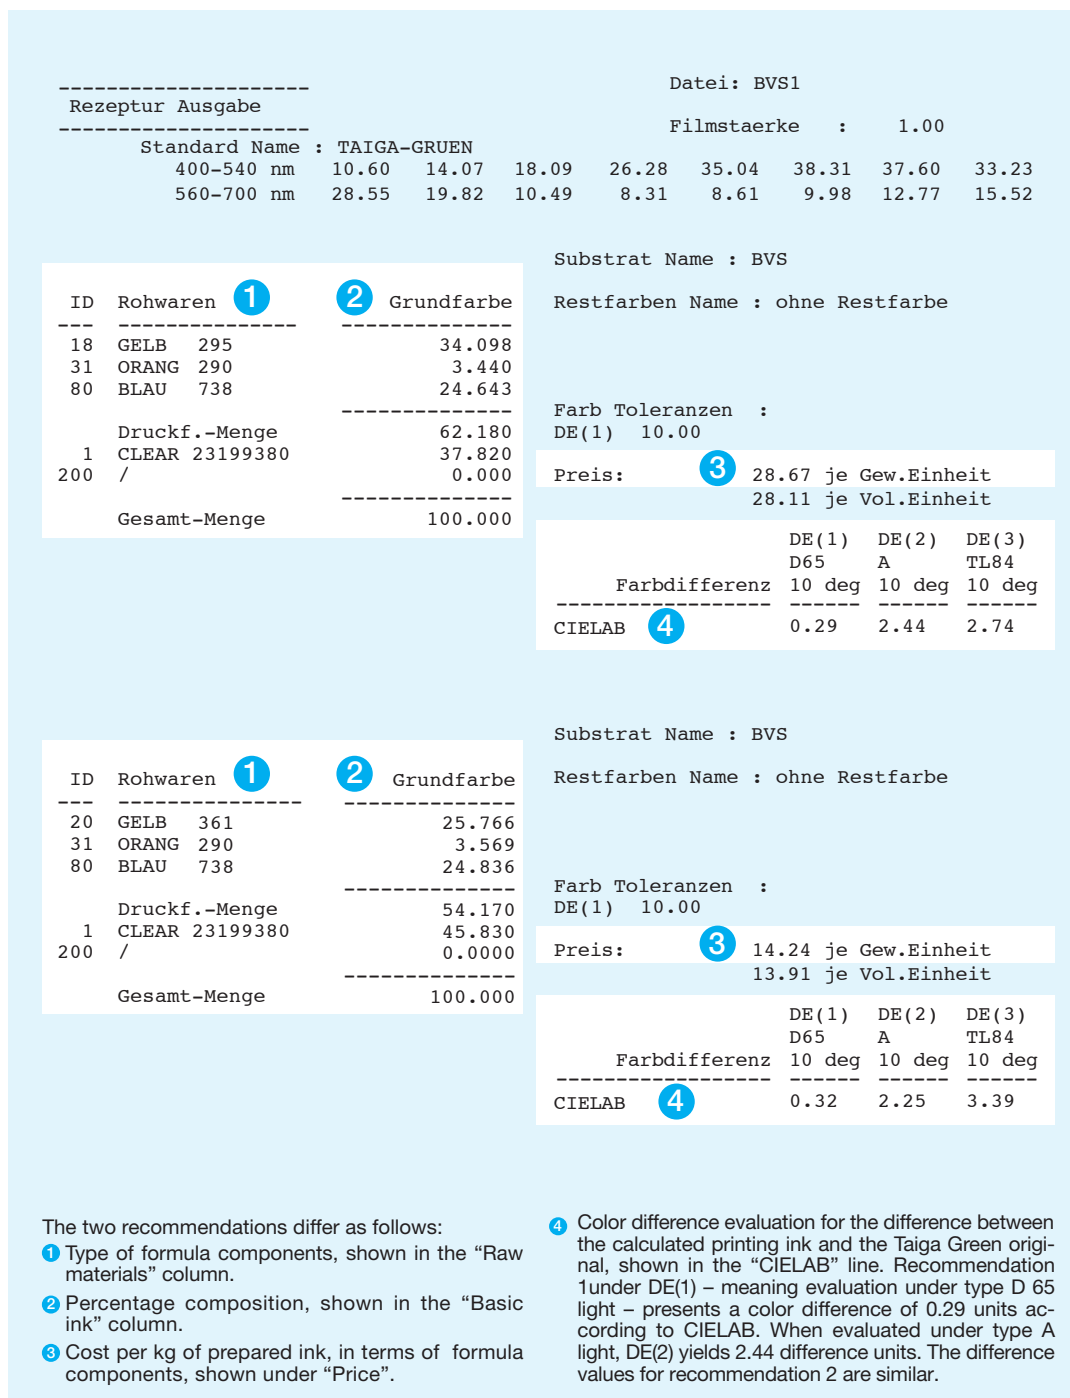 Datei: BVS1
Rezeptur Ausgabe
Filmstaerke : 1.00
Standard Name : TAIGA-GRUEN
400-540 nm 10.60 14.07 18.09 26.28 35.04 38.31 37.60 33.23
560-700 nm 28.55 19.82 10.49 8.31 8.61 9.98 12.77 15.52
Substrat Name : BVS
ID Rohwaren 1 2 Grundfarbe
Restfarben Name : ohne Restfarbe
18 GELB 295 34.098
31 ORANG 290 3.440
80 BLAU 738 24.643
Farb Toleranzen :
Druckf.-Menge 62.180
DE(1) 10.00
1 CLEAR 23199380 37.820
200 / 0.000
Preis: 3 28.67 je Gew.Einheit
28.11 je Vol.Einheit
Gesamt-Menge 100.000
DE(1) DE(2) DE(3)
D65 A TL84
Farbdifferenz 10 deg 10 deg 10 deg
CIELAB 4 0.29 2.44 2.74
Substrat Name : BVS
ID Rohwaren 1 2 Grundfarbe
Restfarben Name : ohne Restfarbe
20 GELB 361 25.766
31 ORANG 290 3.569
80 BLAU 738 24.836
Farb Toleranzen :
Druckf.-Menge 54.170
DE(1) 10.00
1 CLEAR 23199380 45.830
200 / 0.0000
Preis: 3 14.24 je Gew.Einheit
13.91 je Vol.Einheit
Gesamt-Menge 100.000
DE(1) DE(2) DE(3)
D65 A TL84
Farbdifferenz 10 deg 10 deg 10 deg
CIELAB 4 0.32 2.25 3.39
The two recommendations differ as follows:
1 Type of formula components, shown in the “Raw
materials” column.
2 Percentage composition, shown in the “Basic
ink” column.
3 Cost per kg of prepared ink, in terms of formula
components, shown under “Price”.
4 Color difference evaluation for the difference between
the calculated printing ink and the Taiga Green origi-
nal, shown in the “CIELAB” line. Recommendation
1under DE(1) – meaning evaluation under type D 65
light – presents a color difference of 0.29 units ac-
cording to CIELAB. When evaluated under type A
light, DE(2) yields 2.44 difference units. The difference
values for recommendation 2 are similar.